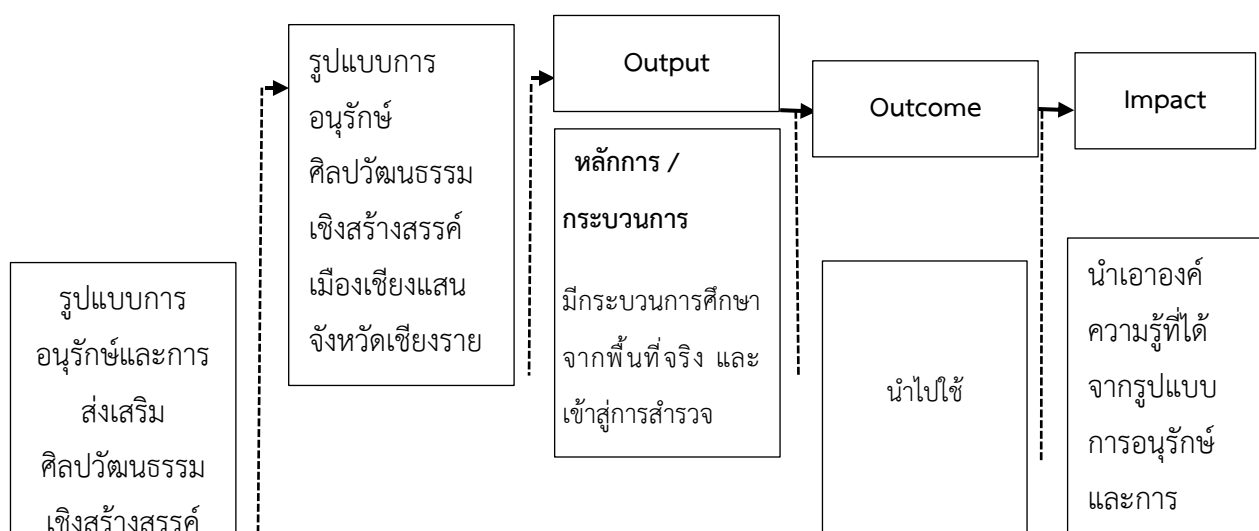 รูปแบบการ
อนุรักษ์และการ
ส่งเสริม
ศิลปวัฒนธรรม
เชิงสร้างสรรค์
รูปแบบการ
อนุรักษ์
ศิลปวัฒนธรรม
เชิงสร้างสรรค์
เมืองเชียงแสน
จังหวัดเชียงราย
Output
หลักการ /
กระบวนการ
มีกระบวนการศึกษา
จากพื้นที่จริง และ
เข้าสู่การสำรวจ
Outcome
นำไปใช้
Impact
นำเอาองค์
ความรู้ที่ได้
จากรูปแบบ
การอนุรักษ์
และการ